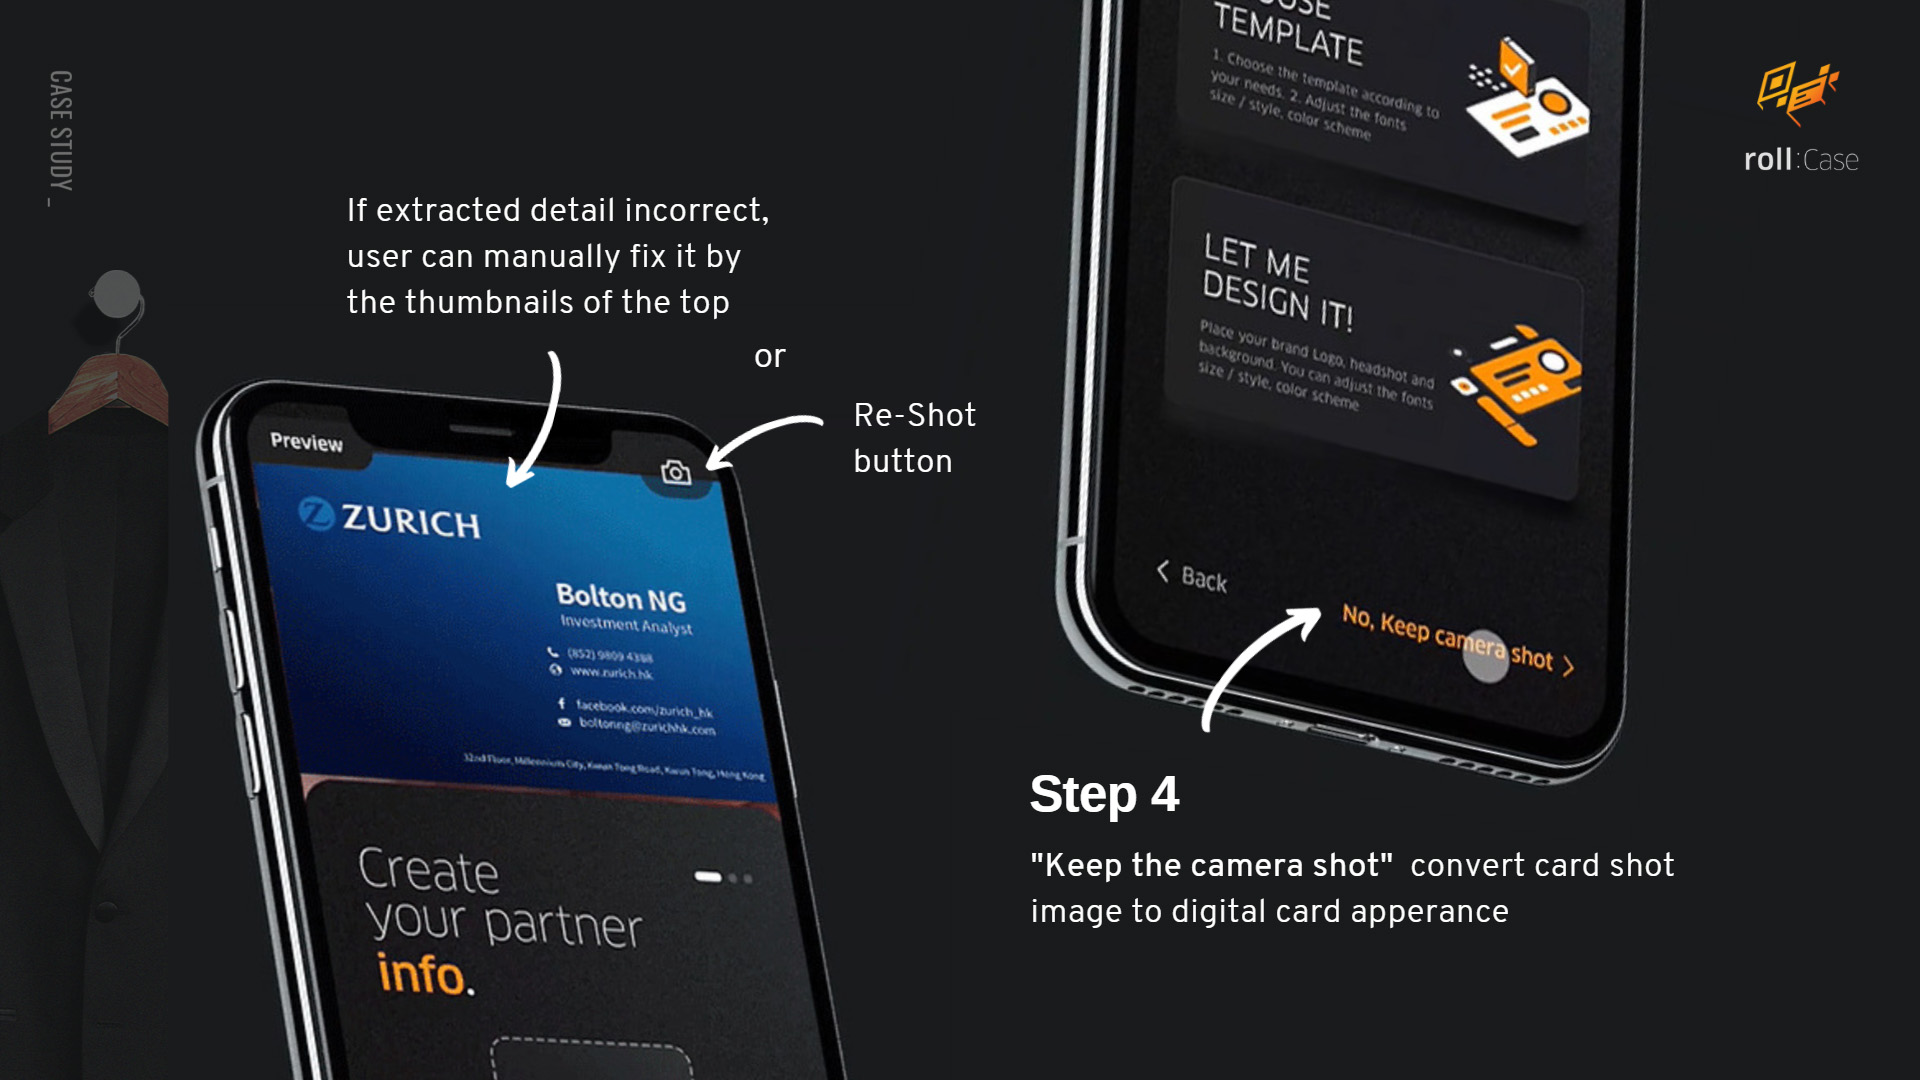 CASE STUDY _
If extracted detail incorrect,
user can manually fix it by
the thumbnails of the top
or
Re-Shot
button
Preview
ZURICH
Bolton NG
Investment Analyst
(852) 9809 4388
www.zurich.hk
facebook.com/zurich_hk
boltonng@zurichhk.com
32nd Floor, Millennium City, Kwun Tong Road, Kwun Tong, Hong Kong
Create
your partner
info.
TEMPLATE
1. Choose the template according to
your needs. 2. Adjust the fonts
size / style, color scheme
LET ME
DESIGN IT!
Place your brand Logo, headshot and
background. You can adjust the fonts
size / style, color scheme
Back
No, Keep camera shot
Step 4
"Keep the camera shot" convert card shot
image to digital card apperance
roll:Case